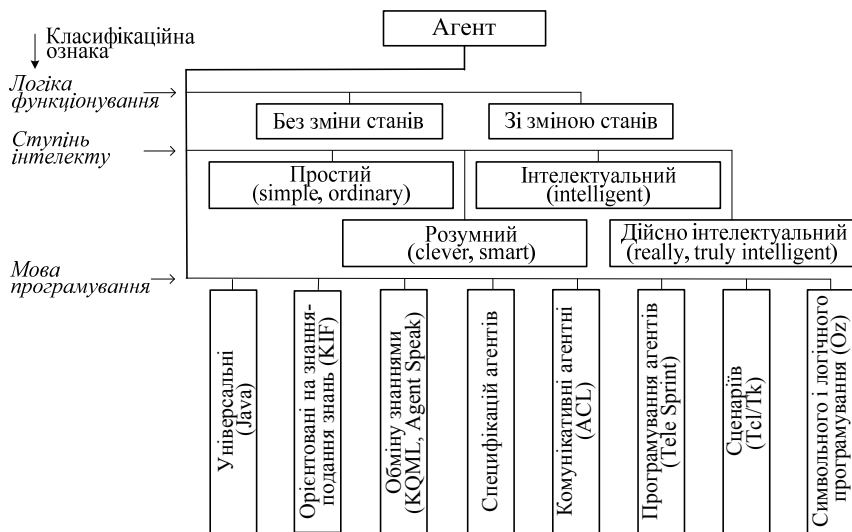 Агент
Класифікаційна
ознака
Логіка
функціонування
Без зміни станів
Зі зміною станів
Ступінь
інтелекту
Простий
(simple, ordinary)
Інтелектуальний
(intelligent)
Розумний
(clever, smart)
Дійсно інтелектуальний
(really, truly intelligent)
Мова
програмування
Універсальні
(Java)
Орієнтовані на знання-
подання знань (KIF)
Обміну знаннями
(KQML, Agent Speak)
Специфікацій агентів
Комунікативні агентні
(ACL)
Програмування агентів
(Tele Sprint)
Сценаріїв
(Tcl/Tk)
Символьного і логічного
програмування (Oz)